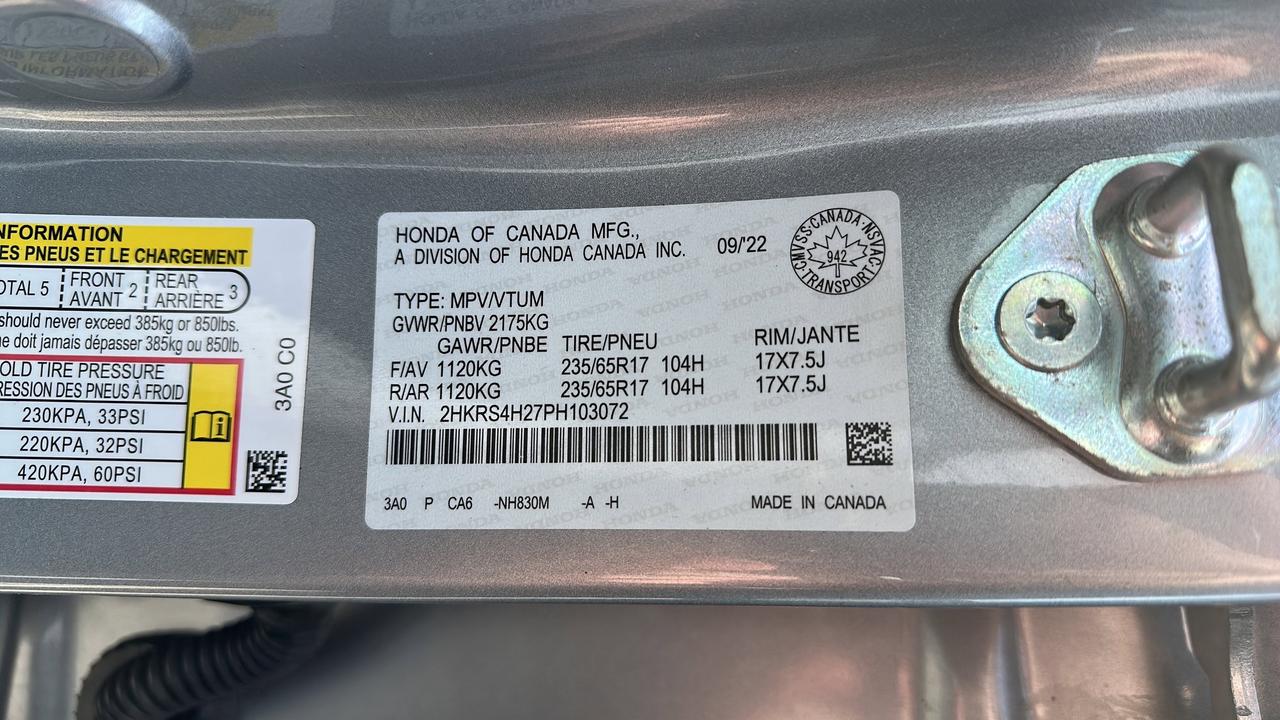 NFORMATION
ES PNEUS ET LE CHARGEMENT
OTAL 5 FRONT AVANT 2 REAR ARRIÈRE 3
should never exceed 385kg or 850lbs.
ne doit jamais dépasser 385kg ou 850lb.
OLD TIRE PRESSURE
RESSION DES PNEUS À FROID
230KPA, 33PSI
220KPA, 32PSI
420KPA, 60PSI
3A0 C0
HONDA OF CANADA MFG.,
A DIVISION OF HONDA CANADA INC. 09/'22
CMVSS·CANADA·NSVAC·TRANSPORT·
942
TYPE: MPV/VTUM
GVWR/PNBV 2175KG
GAWR/PNBE TIRE/PNEU RIM/JANTE
F/AV 1120KG 235/65R17 104H 17X7.5J
R/AR 1120KG 235/65R17 104H 17X7.5J
V.I.N. 2HKRS4H27PH103072
3A0 P CA6 -NH830M -A -H MADE IN CANADA